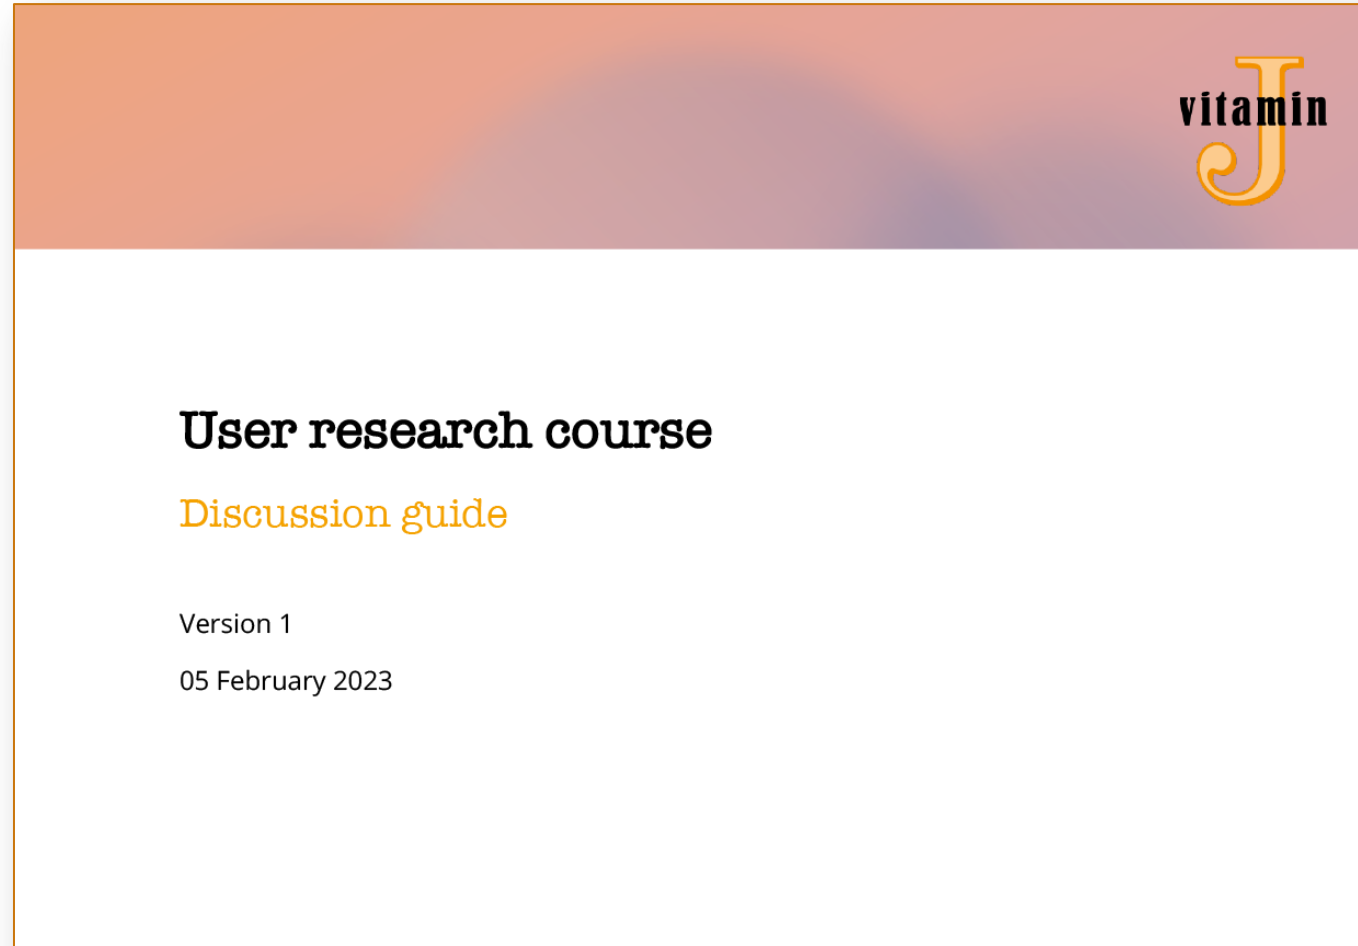 vitamin
J
User research course
Discussion guide
Version 1
05 February 2023